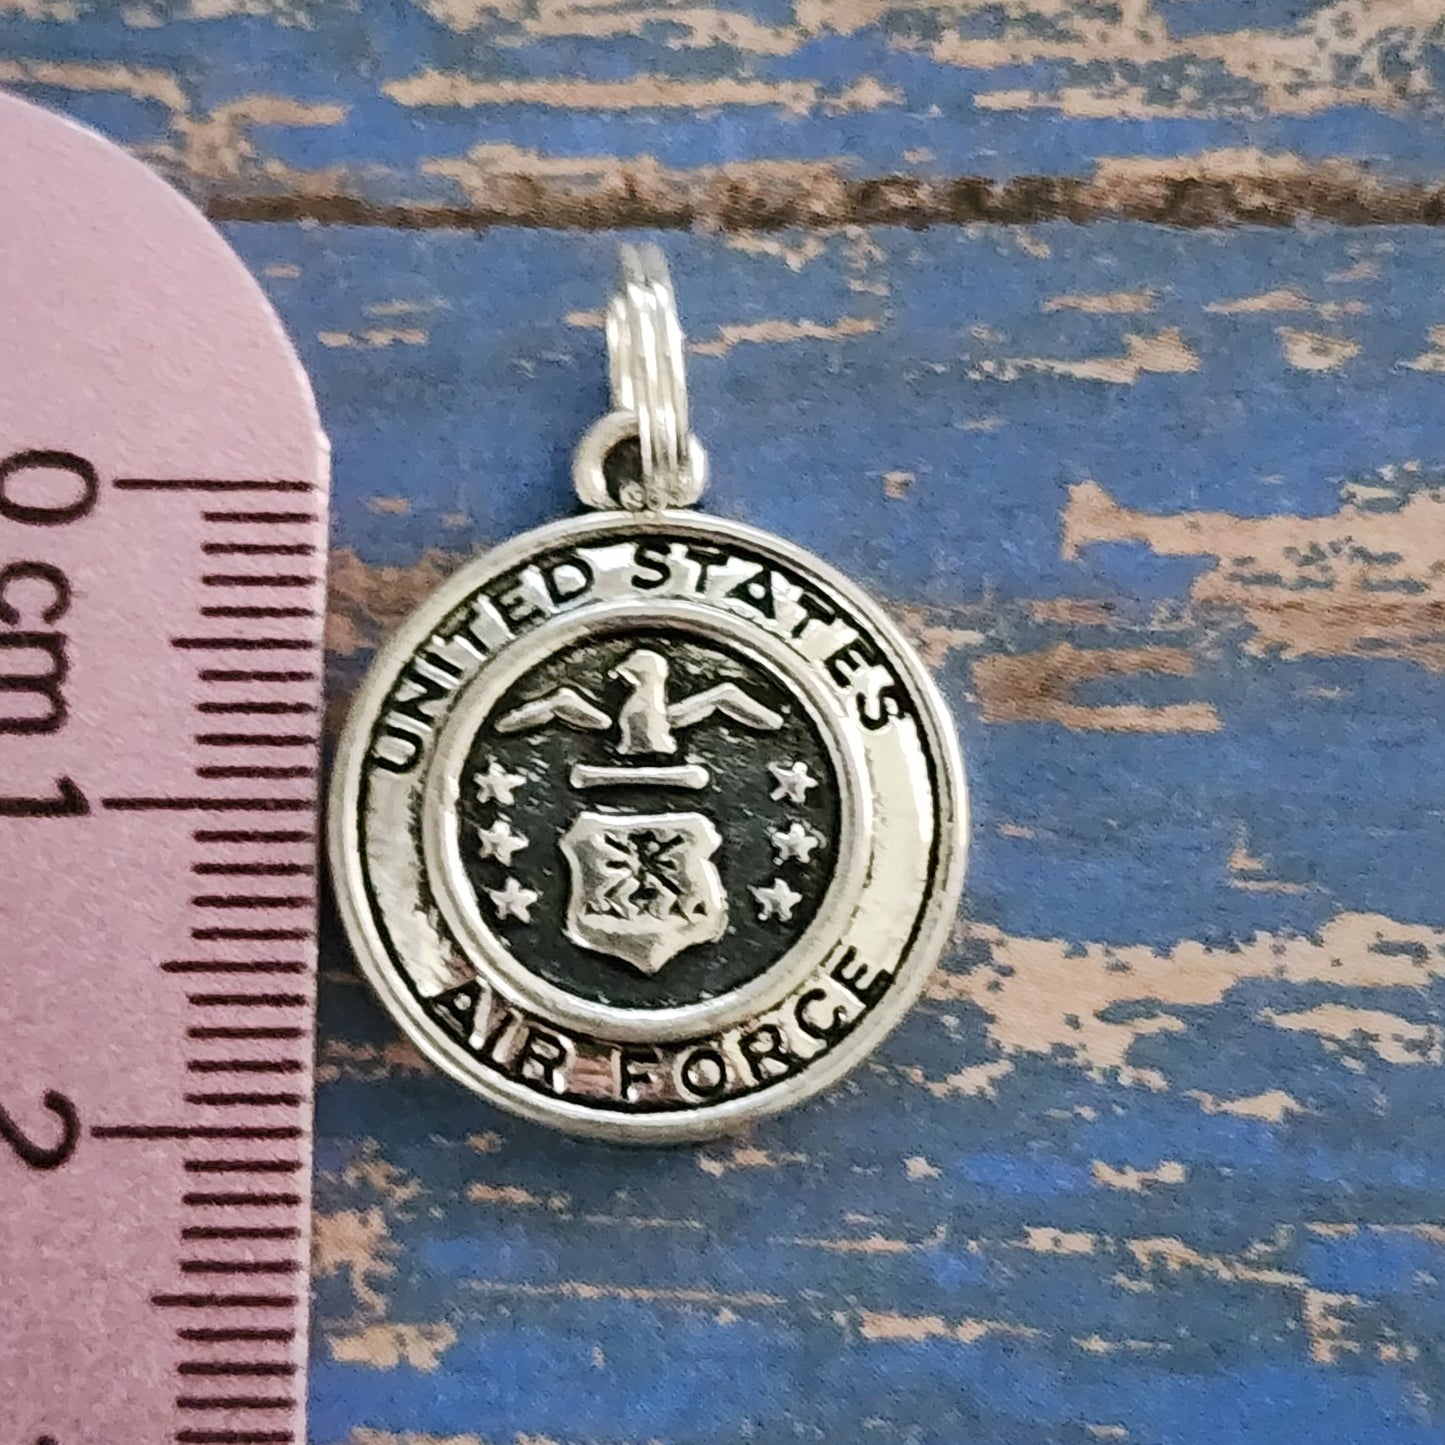 0 cm 1 2
UNITED STATES
AIR FORCE